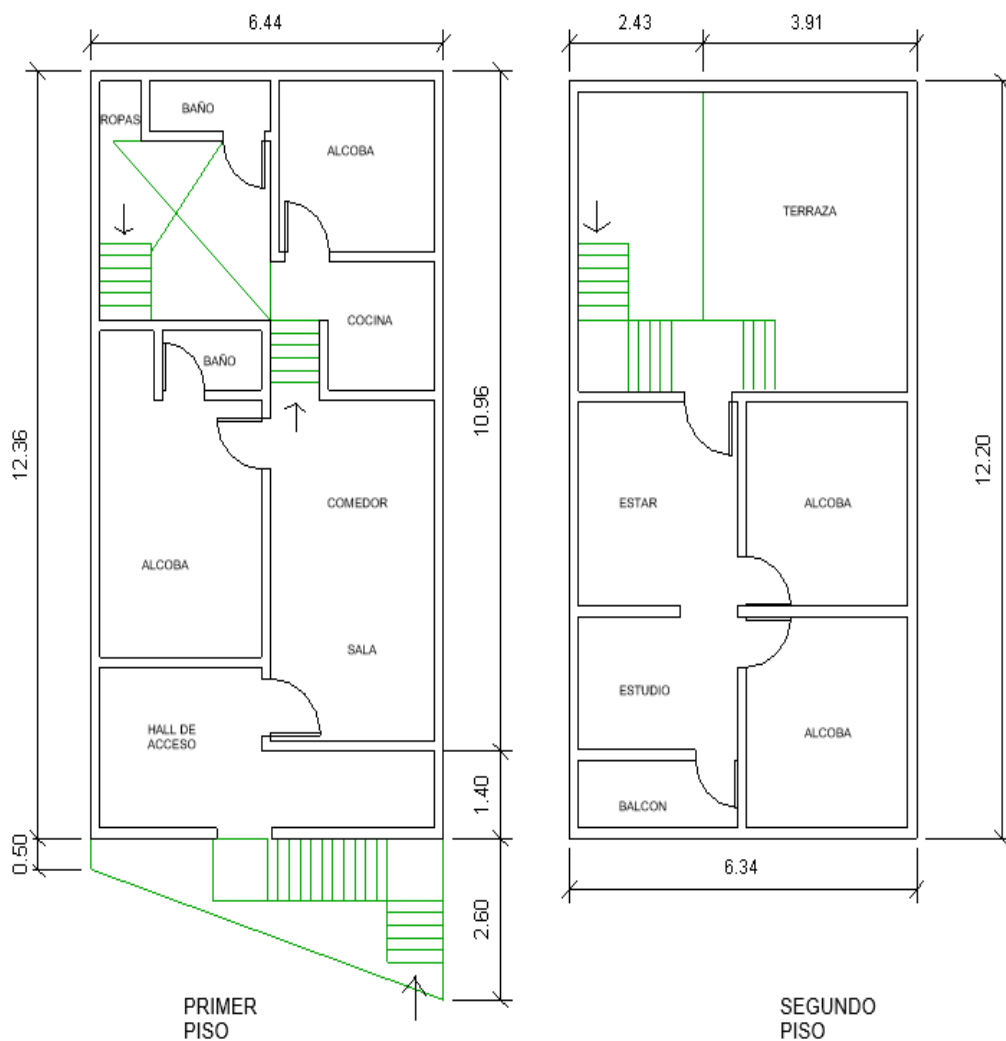 6.44
2.43
3.91
BAÑO
ROPAS
ALCOBA
TERRAZA
COCINA
BAÑO
12.36
10.96
12.20
COMEDOR
ESTAR
ALCOBA
ALCOBA
SALA
ESTUDIO
HALL DE
ACCESO
ALCOBA
1.40
BALCON
0.50
6.34
2.60
PRIMER
PISO
SEGUNDO
PISO